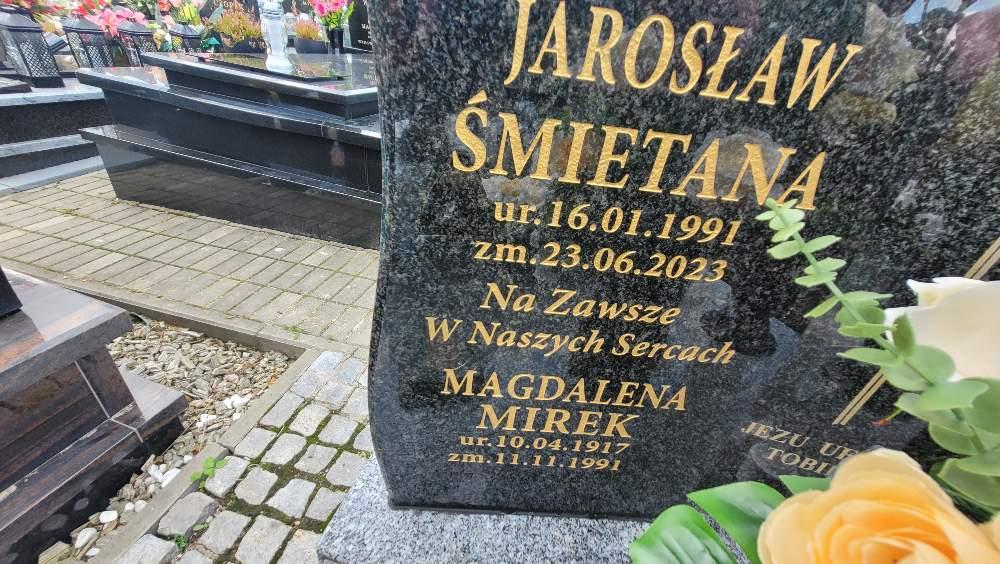 JAROSŁAW
ŚMIETANA
ur.16.01.1991
zm.23.06.2023
Na Zawsze
W Naszych Sercach
MAGDALENA
MIREK
ur.10.04.1917
zm.11.11.1991
JEZU